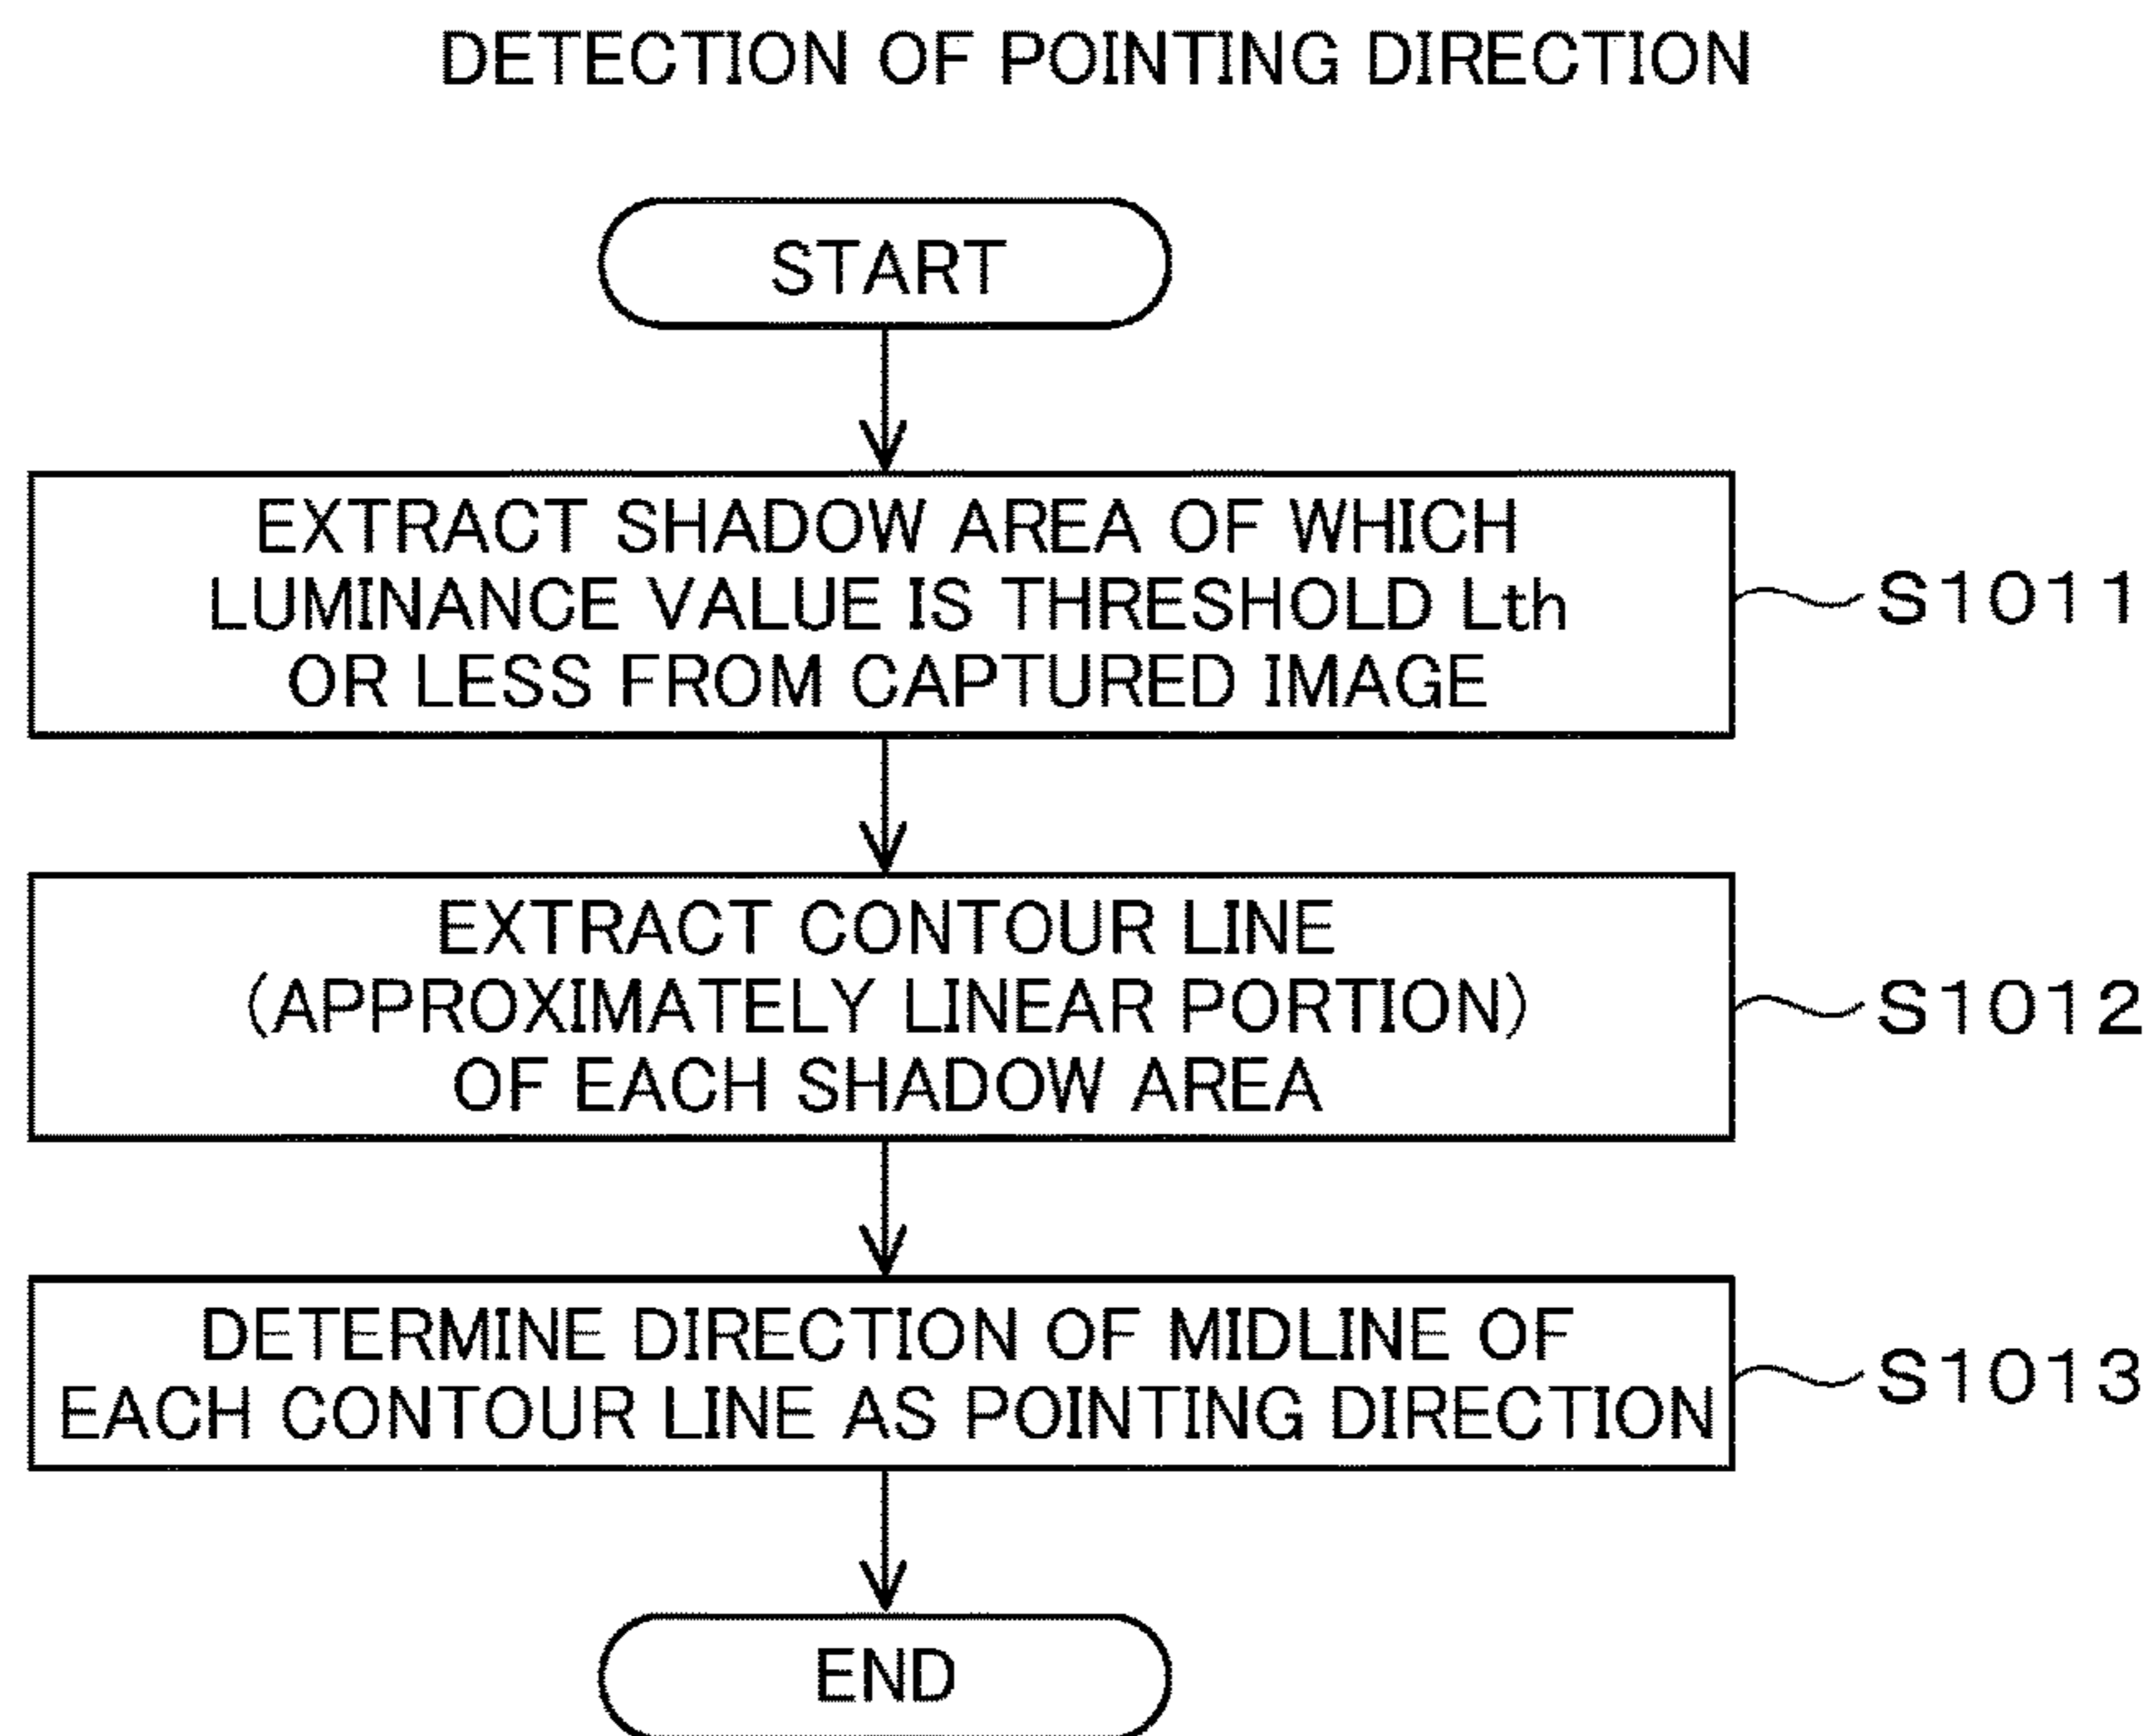 DETECTION OF POINTING DIRECTION
START
EXTRACT SHADOW AREA OF WHICH
LUMINANCE VALUE IS THRESHOLD Lth
OR LESS FROM CAPTURED IMAGE
S1011
EXTRACT CONTOUR LINE
(APPROXIMATELY LINEAR PORTION)
OF EACH SHADOW AREA
S1012
DETERMINE DIRECTION OF MIDLINE OF
EACH CONTOUR LINE AS POINTING DIRECTION
S1013
END